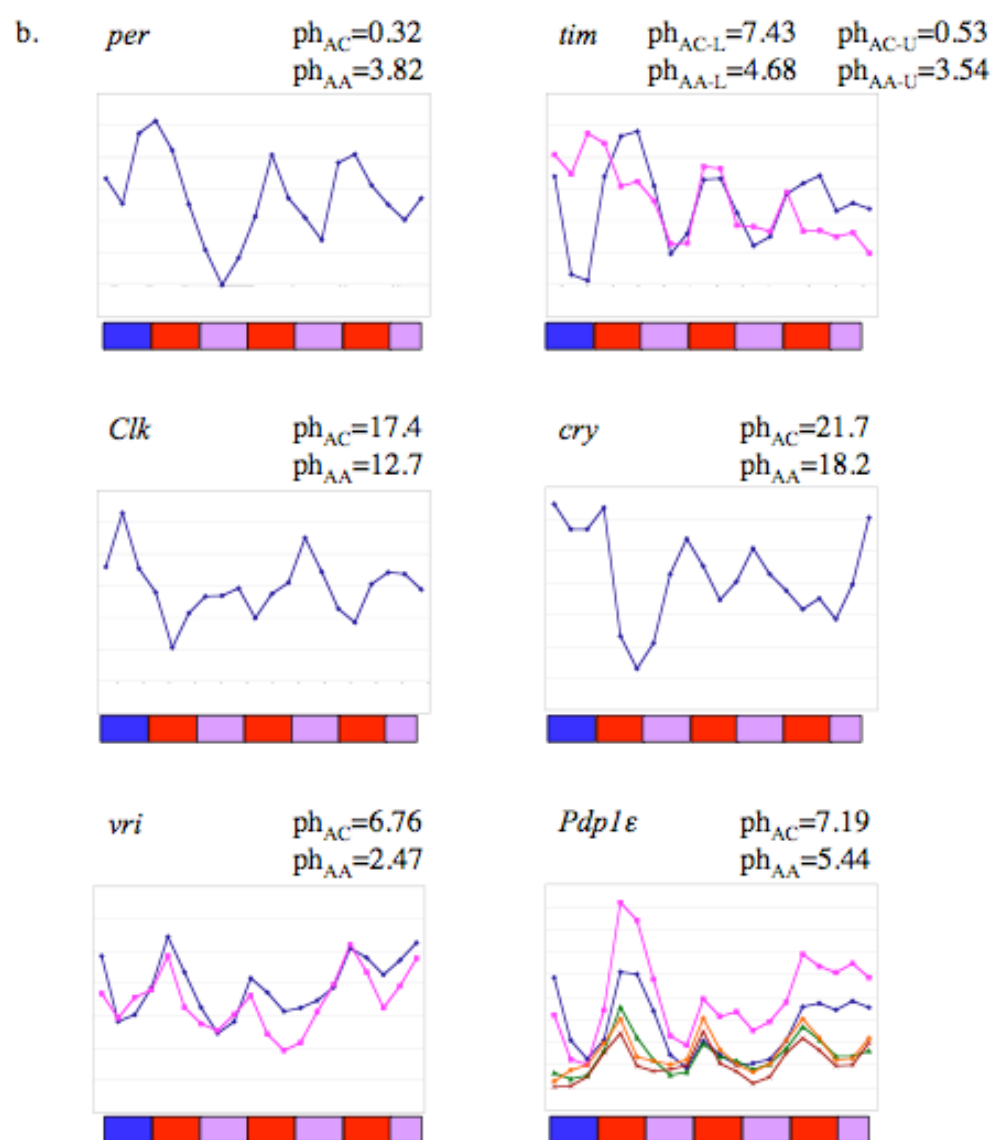 b. per ph_AC=0.32
ph_AA=3.82
tim ph_AC-L=7.43 ph_AC-U=0.53
ph_AA-L=4.68 ph_AA-U=3.54
Clk ph_AC=17.4
ph_AA=12.7
cry ph_AC=21.7
ph_AA=18.2
vri ph_AC=6.76
ph_AA=2.47
Pdp1ε ph_AC=7.19
ph_AA=5.44